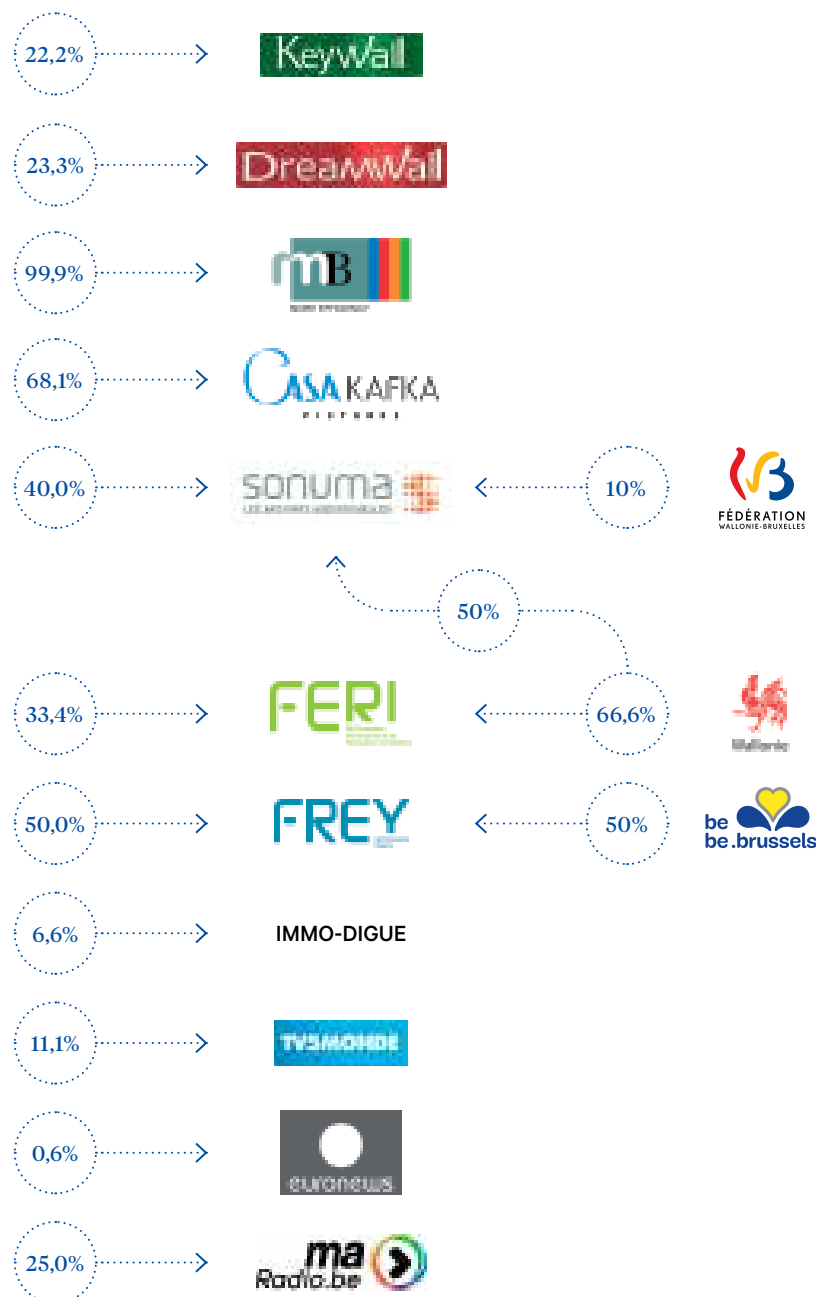 22,2%
KeyWall
23,3%
DreamWall
99,9%
rmB
68,1%
CASA KAFKA
PICTURES
40,0%
sonuma
10%
FÉDÉRATION
WALLONIE-BRUXELLES
50%
33,4%
FERI
66,6%
Wallonie
50,0%
FREY
50%
be
be.brussels
6,6%
IMMO-DIGUE
11,1%
TV5MONDE
0,6%
euronews
25,0%
ma
Radio.be